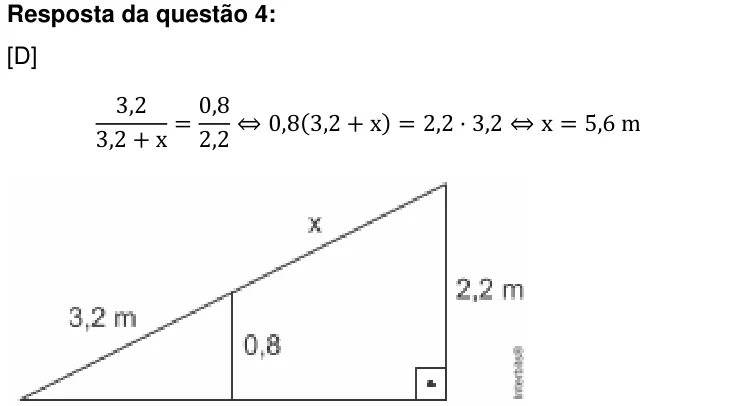 Resposta da questão 4:
[D]
3,2/(3,2 + x) = 0,8/2,2 ⇔ 0,8(3,2 + x) = 2,2 · 3,2 ⇔ x = 5,6 m
x
2,2 m
3,2 m
0,8
Interbits®